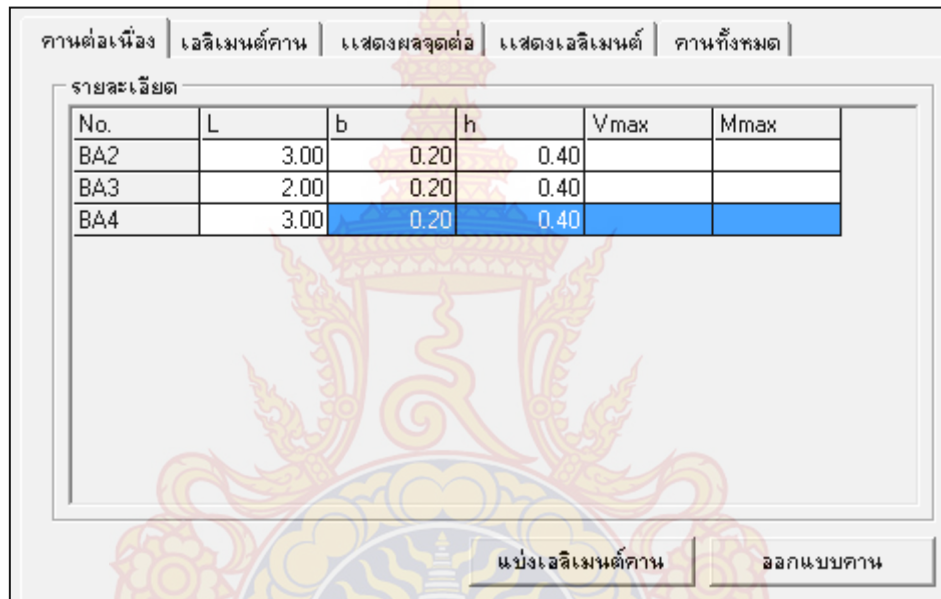 คานต่อเนื่อง เอลิเมนต์คาน แสดงผลจุดต่อ แสดงเอลิเมนต์ คานทั้งหมด
รายละเอียด
No. L b h Vmax Mmax
BA2 3.00 0.20 0.40
BA3 2.00 0.20 0.40
BA4 3.00 0.20 0.40
แบ่งเอลิเมนต์คาน ออกแบบคาน